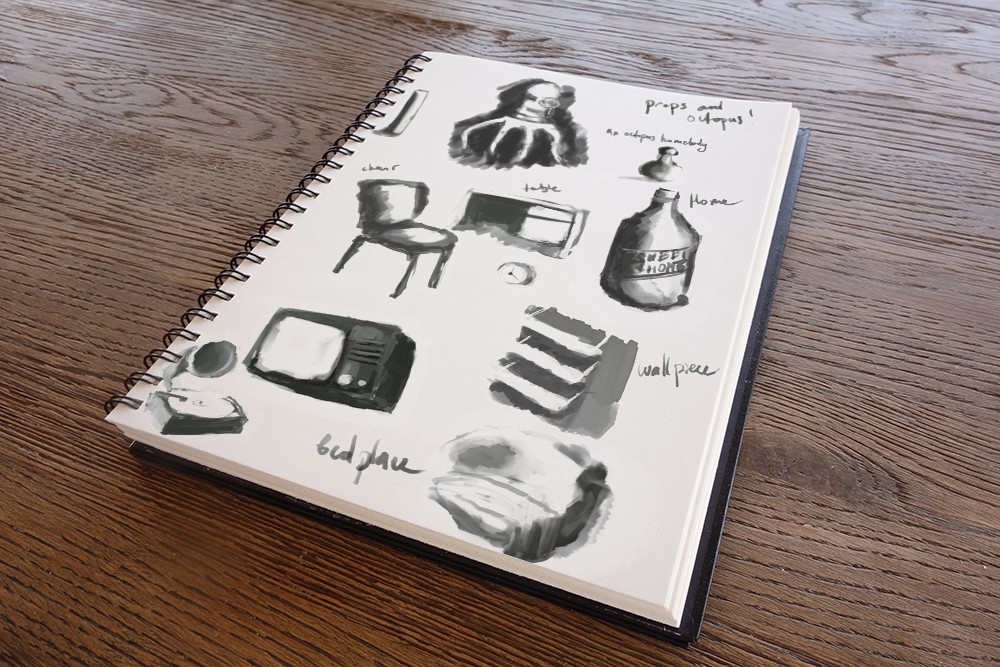 props and
octopus!
An octopus homebody
chair
table
Home
SWEET
HOME
wall piece
bed place